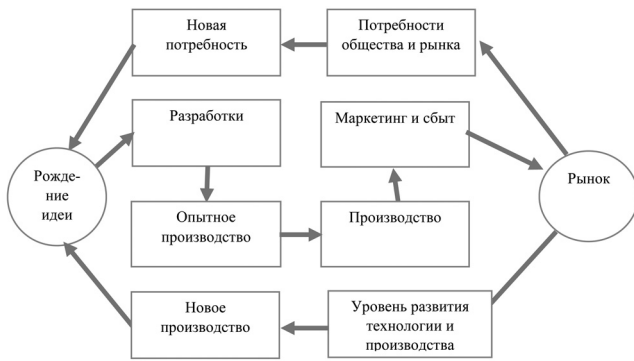 Новая
потребность
Потребности
общества и рынка
Разработки
Маркетинг и сбыт
Рожде-
ние
идеи
Рынок
Опытное
производство
Производство
Новое
производство
Уровень развития
технологии и
производства